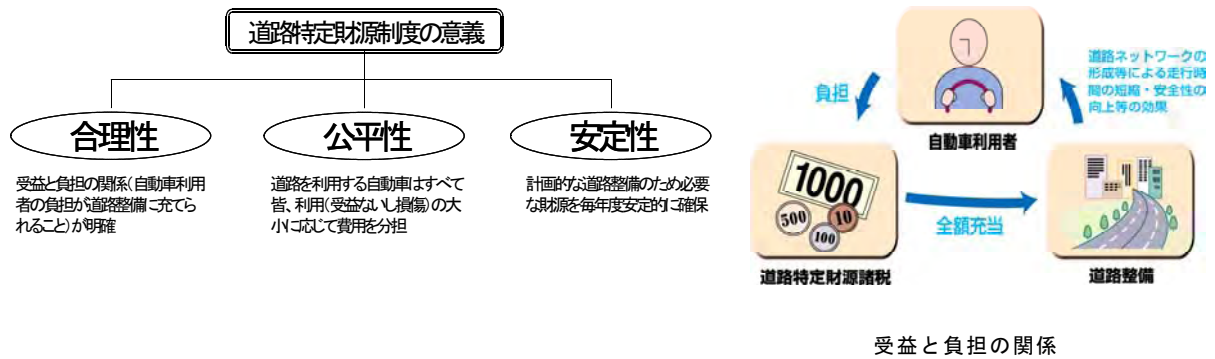 道路特定財源制度の意義
合理性
受益と負担の関係(自動車利用
者の負担が道路整備に充てら
れること)が明確
公平性
道路を利用する自動車はすべて
皆、利用(受益ないし損傷)の大
小に応じて費用を分担
安定性
計画的な道路整備のため必要
な財源を毎年度安定的に確保
負担
自動車利用者
道路ネットワークの
形成等による走行時
間の短縮・安全性の
向上等の効果
1000
500
10
100
道路特定財源諸税
全額充当
道路整備
受益と負担の関係